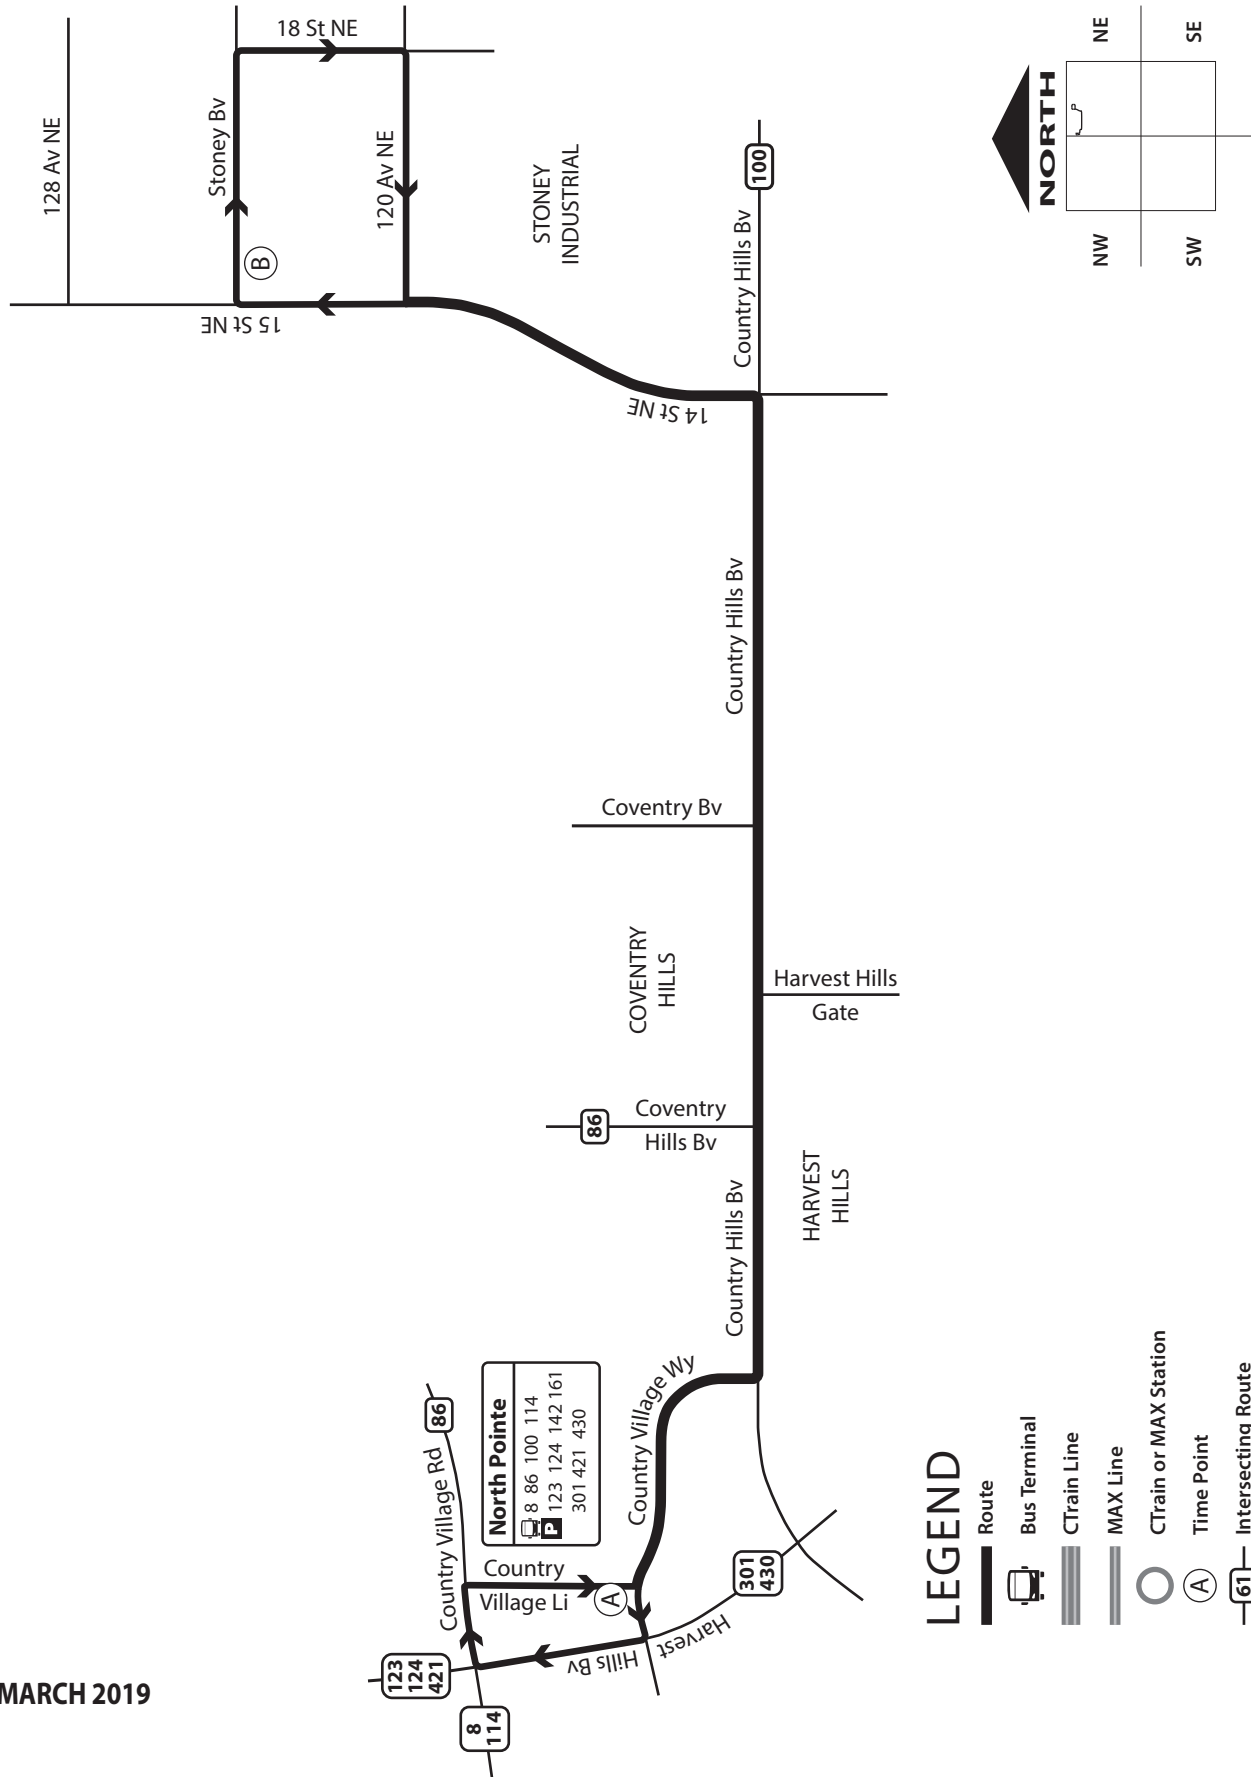 128 Av NE
Stoney Bv
18 St NE
120 Av NE
15 St NE
B
STONEY
INDUSTRIAL
14 St NE
Country Hills Bv
100
Country Hills Bv
Coventry Bv
COVENTRY
HILLS
Harvest Hills
Gate
86
Coventry
Hills Bv
Country Hills Bv
HARVEST
HILLS
Country Village Wy
Country Village Rd
86
North Pointe
8 86 100 114
P 123 124 142 161
301 421 430
Country
Village Li
A
Harvest
Hills Bv
301
430
123
124
421
8
114
MARCH 2019
NORTH
NW
NE
SW
SE
LEGEND
Route
Bus Terminal
CTrain Line
MAX Line
CTrain or MAX Station
A Time Point
61 Intersecting Route